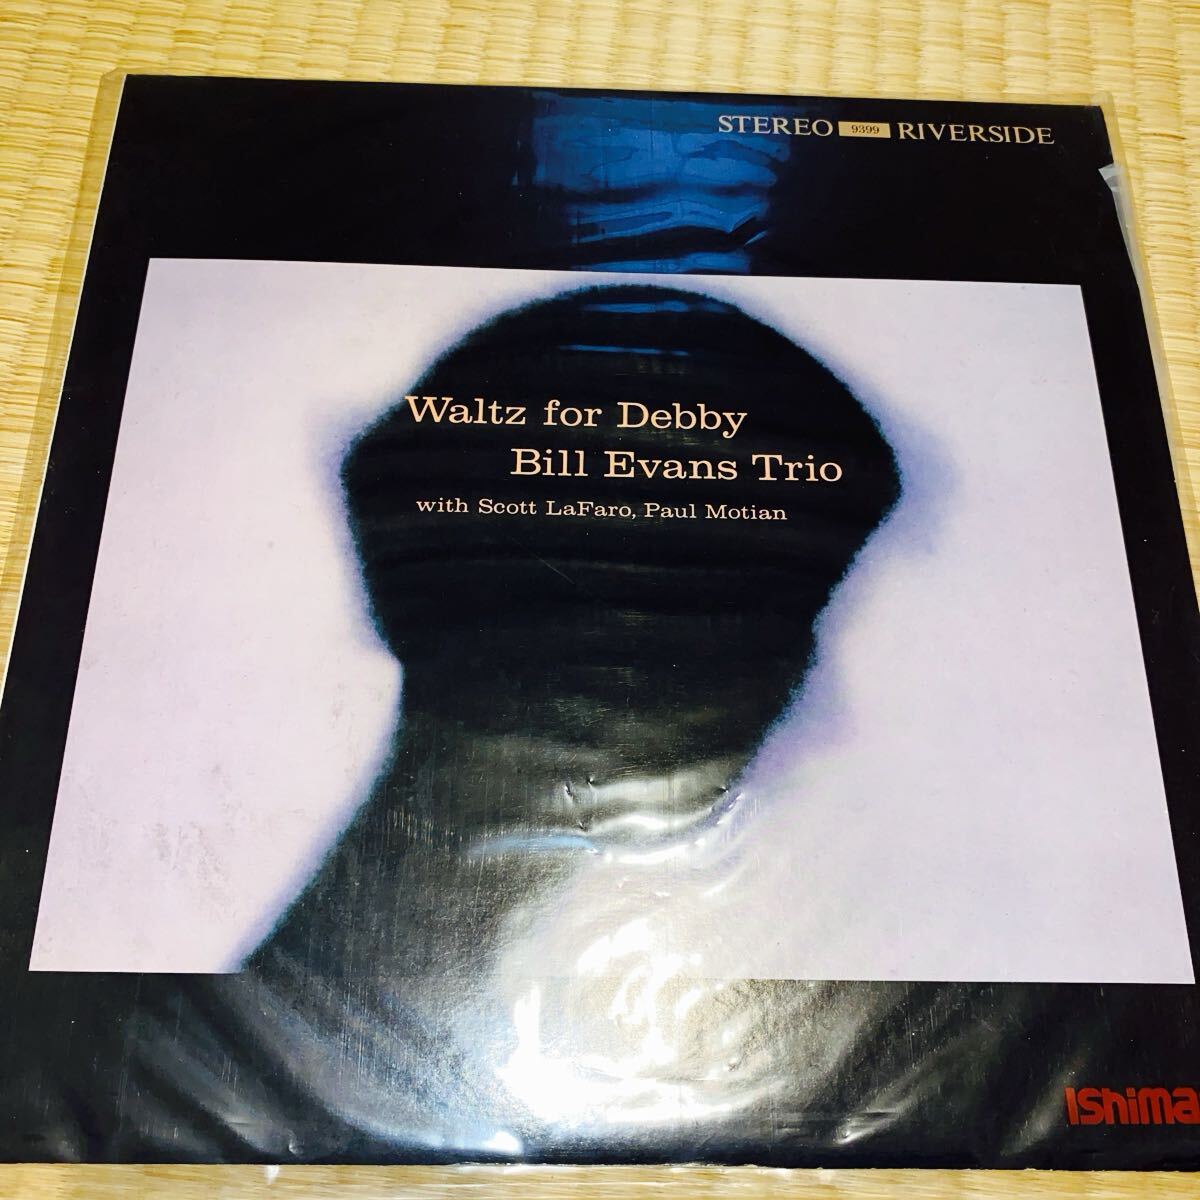 STEREO 9399 RIVERSIDE
Waltz for Debby
Bill Evans Trio
with Scott LaFaro, Paul Motian
IShima